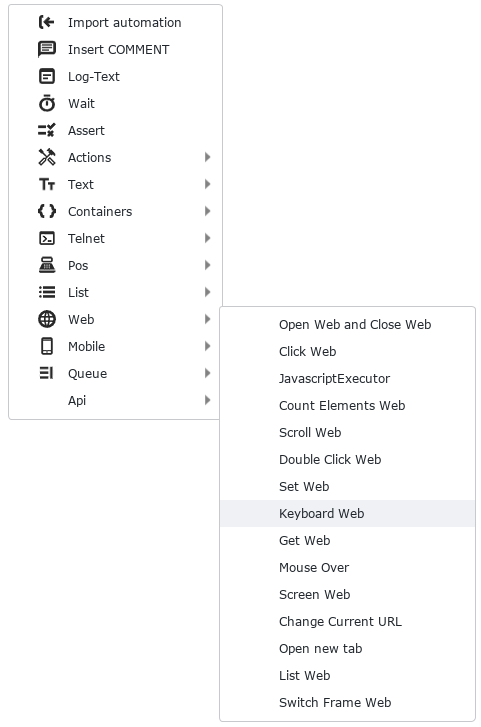 Import automation
Insert COMMENT
Log-Text
Wait
Assert
Actions
Text
Containers
Telnet
Pos
List
Web
Mobile
Queue
Api
Open Web and Close Web
Click Web
JavascriptExecutor
Count Elements Web
Scroll Web
Double Click Web
Set Web
Keyboard Web
Get Web
Mouse Over
Screen Web
Change Current URL
Open new tab
List Web
Switch Frame Web